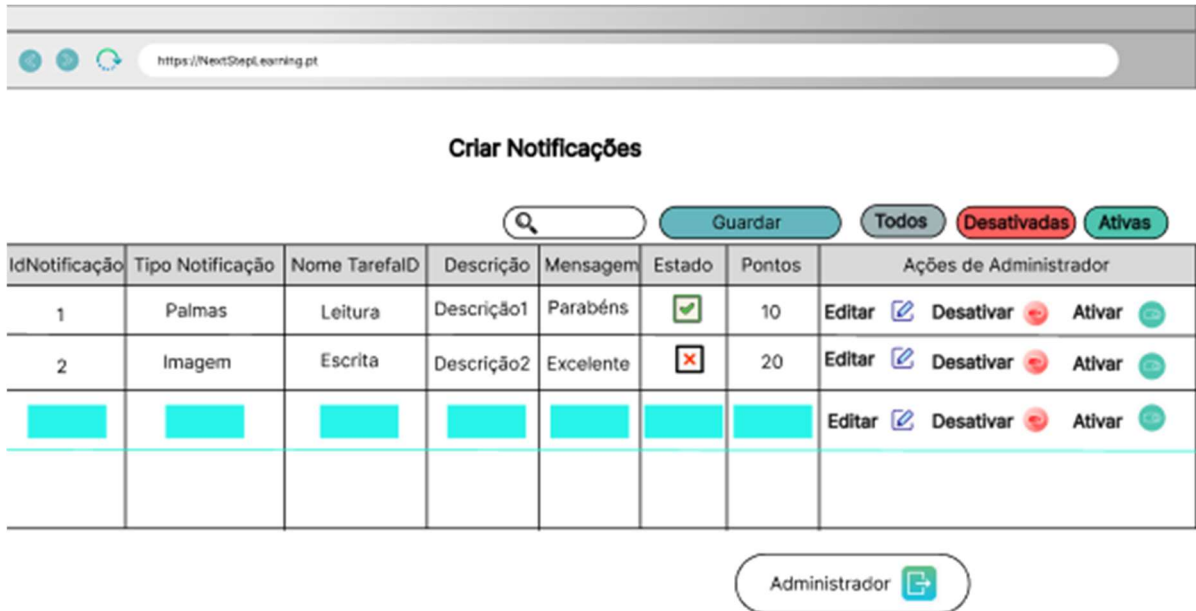 https://NextStepLearning.pt
Criar Notificações
Guardar Todos Desativadas Ativas
IdNotificação Tipo Notificação Nome TarefaID Descrição Mensagem Estado Pontos Ações de Administrador
1 Palmas Leitura Descrição1 Parabéns 10 Editar Desativar Ativar
2 Imagem Escrita Descrição2 Excelente 20 Editar Desativar Ativar
Editar Desativar Ativar
Administrador